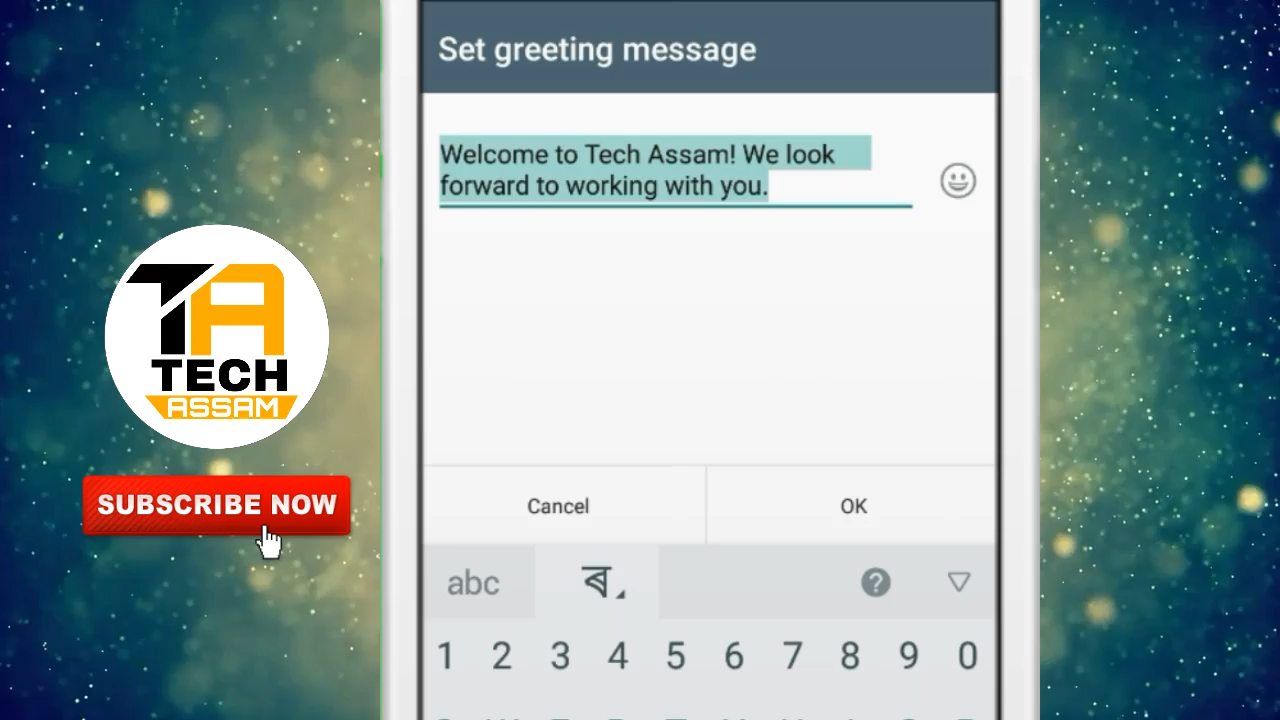 Set greeting message
Welcome to Tech Assam! We look
forward to working with you.
TA
TECH
ASSAM
SUBSCRIBE NOW
Cancel
OK
abc
ৰ
?
1 2 3 4 5 6 7 8 9 0